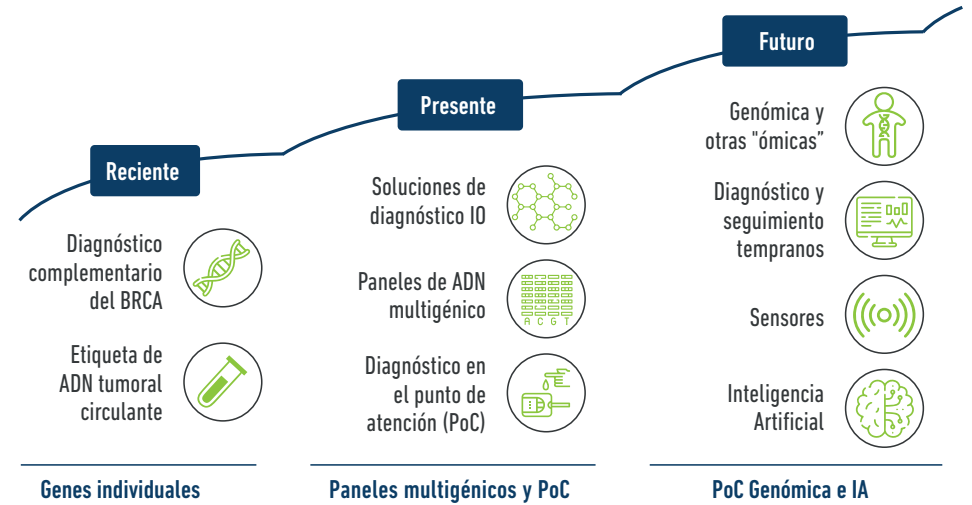 Reciente
Diagnóstico
complementario
del BRCA
Etiqueta de
ADN tumoral
circulante
Genes individuales
Presente
Soluciones de
diagnóstico IO
Paneles de ADN
multigénico
A C G T
Diagnóstico en
el punto de
atención (PoC)
Paneles multigénicos y PoC
Futuro
Genómica y
otras "ómicas”
Diagnóstico y
seguimiento
tempranos
Sensores
Inteligencia
Artificial
PoC Genómica e IA